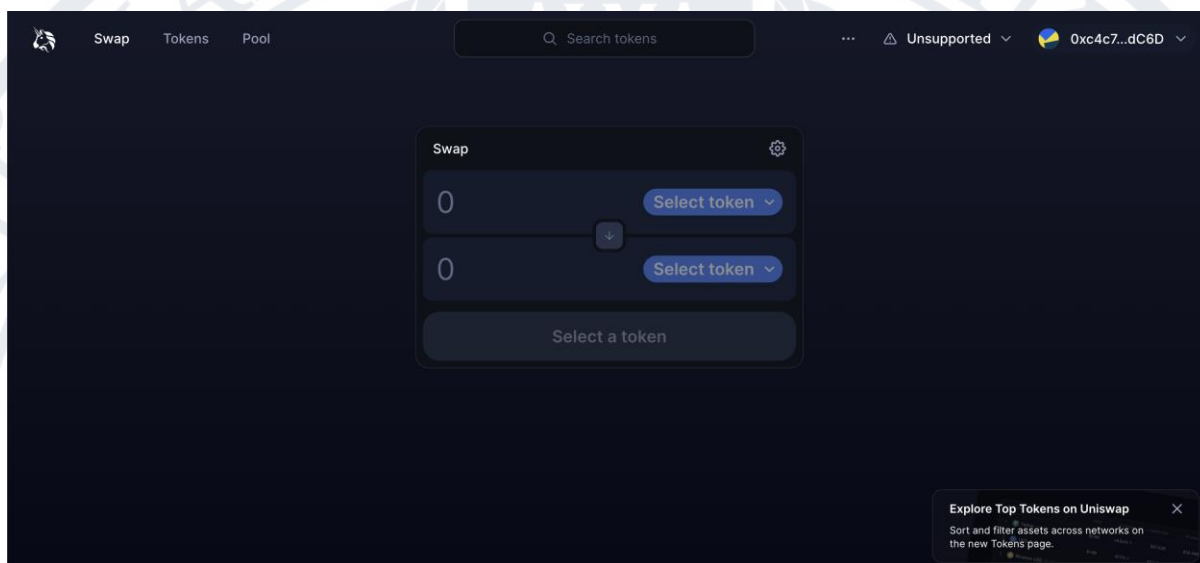 Swap Tokens Pool Search tokens ... Unsupported 0xc4c7...dC6D
Swap
0 Select token
0 Select token
Select a token
Explore Top Tokens on Uniswap
Sort and filter assets across networks on
the new Tokens page.